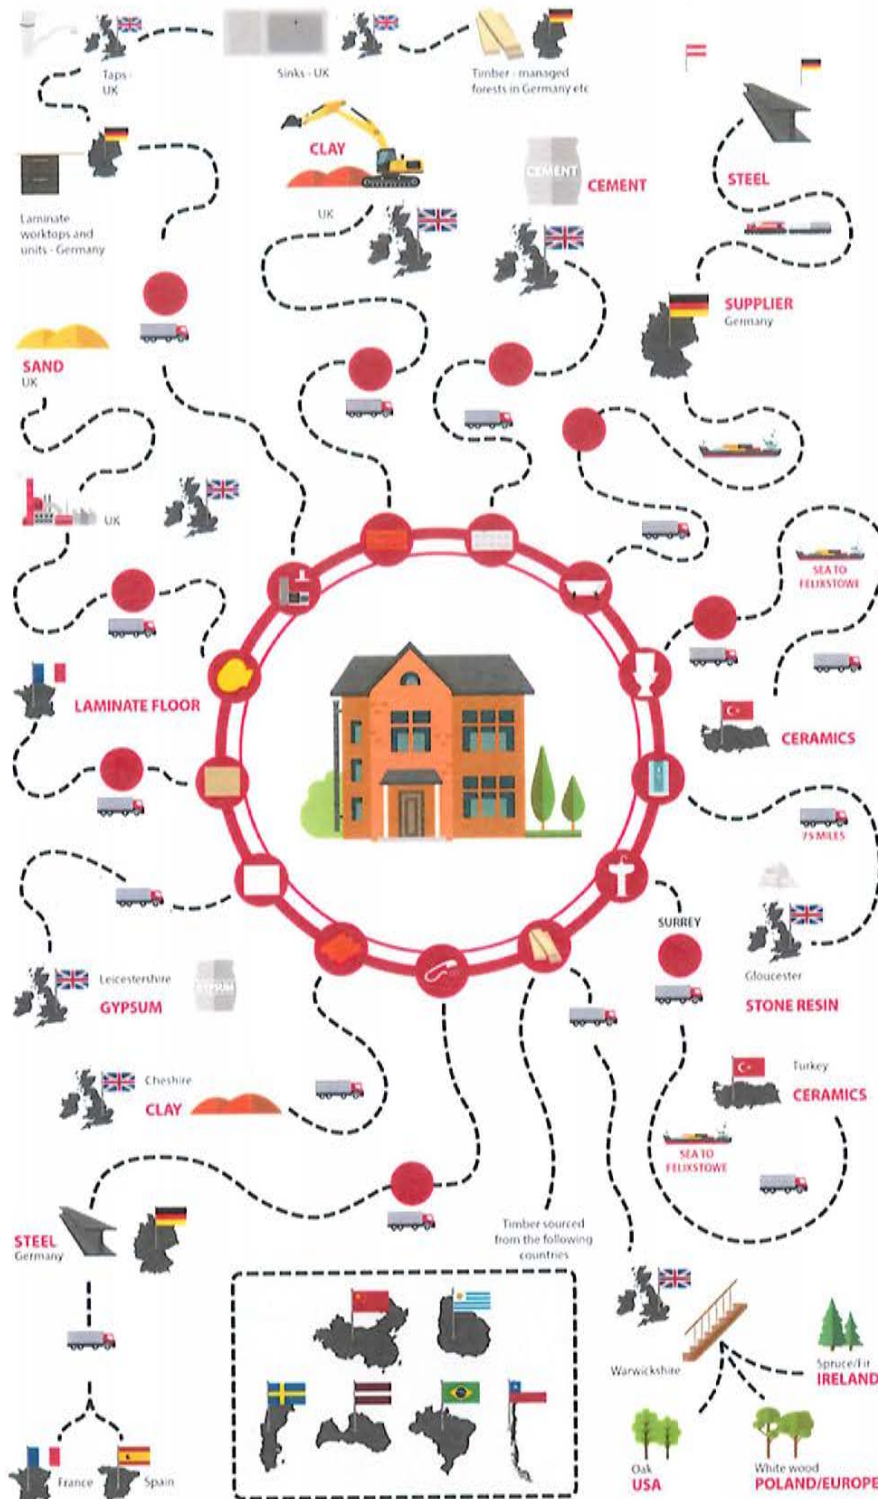 Taps -
UK
Sinks - UK
Timber - managed
forests in Germany etc
CLAY
UK
CEMENT
CEMENT
STEEL
Laminate
worktops and
units - Germany
SUPPLIER
Germany
SAND
UK
UK
SEA TO
FELIXSTOWE
LAMINATE FLOOR
CERAMICS
75 MILES
SURREY
Leicestershire
GYPSUM
GYPSUM
Gloucester
STONE RESIN
Cheshire
CLAY
Turkey
CERAMICS
SEA TO
FELIXSTOWE
STEEL
Germany
Timber sourced
from the following
countries
Warwickshire
Spruce/Fir
IRELAND
France
Spain
Oak
USA
White wood
POLAND/EUROPE